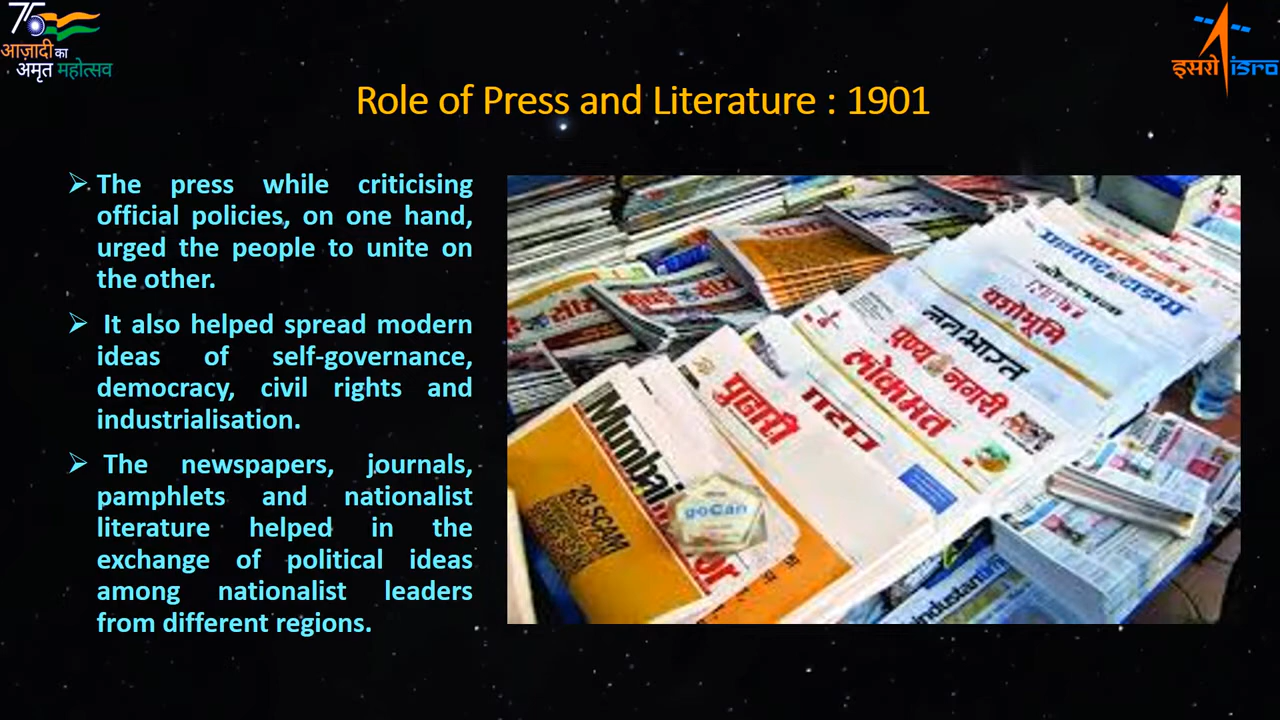 75
आज़ादी का
अमृत महोत्सव
इसरो isro
Role of Press and Literature : 1901
The press while criticising
official policies, on one hand,
urged the people to unite on
the other.
It also helped spread modern
ideas of self-governance,
democracy, civil rights and
industrialisation.
The newspapers, journals,
pamphlets and nationalist
literature helped in the
exchange of political ideas
among nationalist leaders
from different regions.
यशोभूमि
नवभारत
पुण्य नगरी
लोकमत
पुढारी
Mumbai
2G SCAM
goCan